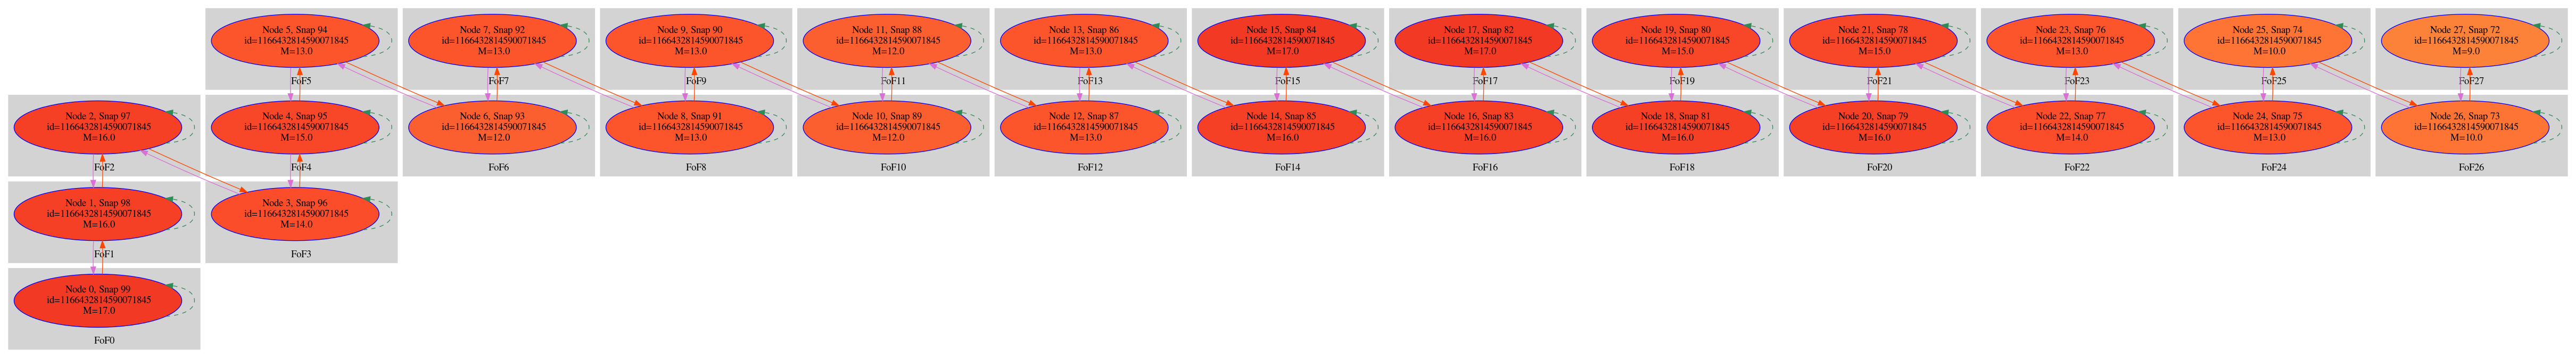 Node 5, Snap 94
id=1166432814590071845
M=13.0
FoF5
Node 7, Snap 92
id=1166432814590071845
M=13.0
FoF7
Node 9, Snap 90
id=1166432814590071845
M=13.0
FoF9
Node 11, Snap 88
id=1166432814590071845
M=12.0
FoF11
Node 13, Snap 86
id=1166432814590071845
M=13.0
FoF13
Node 15, Snap 84
id=1166432814590071845
M=17.0
FoF15
Node 17, Snap 82
id=1166432814590071845
M=17.0
FoF17
Node 19, Snap 80
id=1166432814590071845
M=15.0
FoF19
Node 21, Snap 78
id=1166432814590071845
M=15.0
FoF21
Node 23, Snap 76
id=1166432814590071845
M=13.0
FoF23
Node 25, Snap 74
id=1166432814590071845
M=10.0
FoF25
Node 27, Snap 72
id=1166432814590071845
M=9.0
FoF27
Node 2, Snap 97
id=1166432814590071845
M=16.0
FoF2
Node 4, Snap 95
id=1166432814590071845
M=15.0
FoF4
Node 6, Snap 93
id=1166432814590071845
M=12.0
FoF6
Node 8, Snap 91
id=1166432814590071845
M=13.0
FoF8
Node 10, Snap 89
id=1166432814590071845
M=12.0
FoF10
Node 12, Snap 87
id=1166432814590071845
M=13.0
FoF12
Node 14, Snap 85
id=1166432814590071845
M=16.0
FoF14
Node 16, Snap 83
id=1166432814590071845
M=16.0
FoF16
Node 18, Snap 81
id=1166432814590071845
M=16.0
FoF18
Node 20, Snap 79
id=1166432814590071845
M=16.0
FoF20
Node 22, Snap 77
id=1166432814590071845
M=14.0
FoF22
Node 24, Snap 75
id=1166432814590071845
M=13.0
FoF24
Node 26, Snap 73
id=1166432814590071845
M=10.0
FoF26
Node 1, Snap 98
id=1166432814590071845
M=16.0
FoF1
Node 3, Snap 96
id=1166432814590071845
M=14.0
FoF3
Node 0, Snap 99
id=1166432814590071845
M=17.0
FoF0